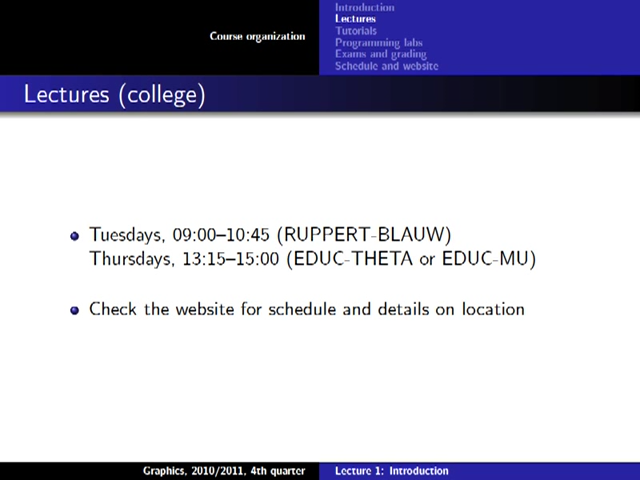 Course organization
Introduction
Lectures
Tutorials
Programming labs
Exams and grading
Schedule and website
Lectures (college)
Tuesdays, 09:00–10:45 (RUPPERT-BLAUW)
Thursdays, 13:15–15:00 (EDUC-THETA or EDUC-MU)
Check the website for schedule and details on location
Graphics, 2010/2011, 4th quarter
Lecture 1: Introduction